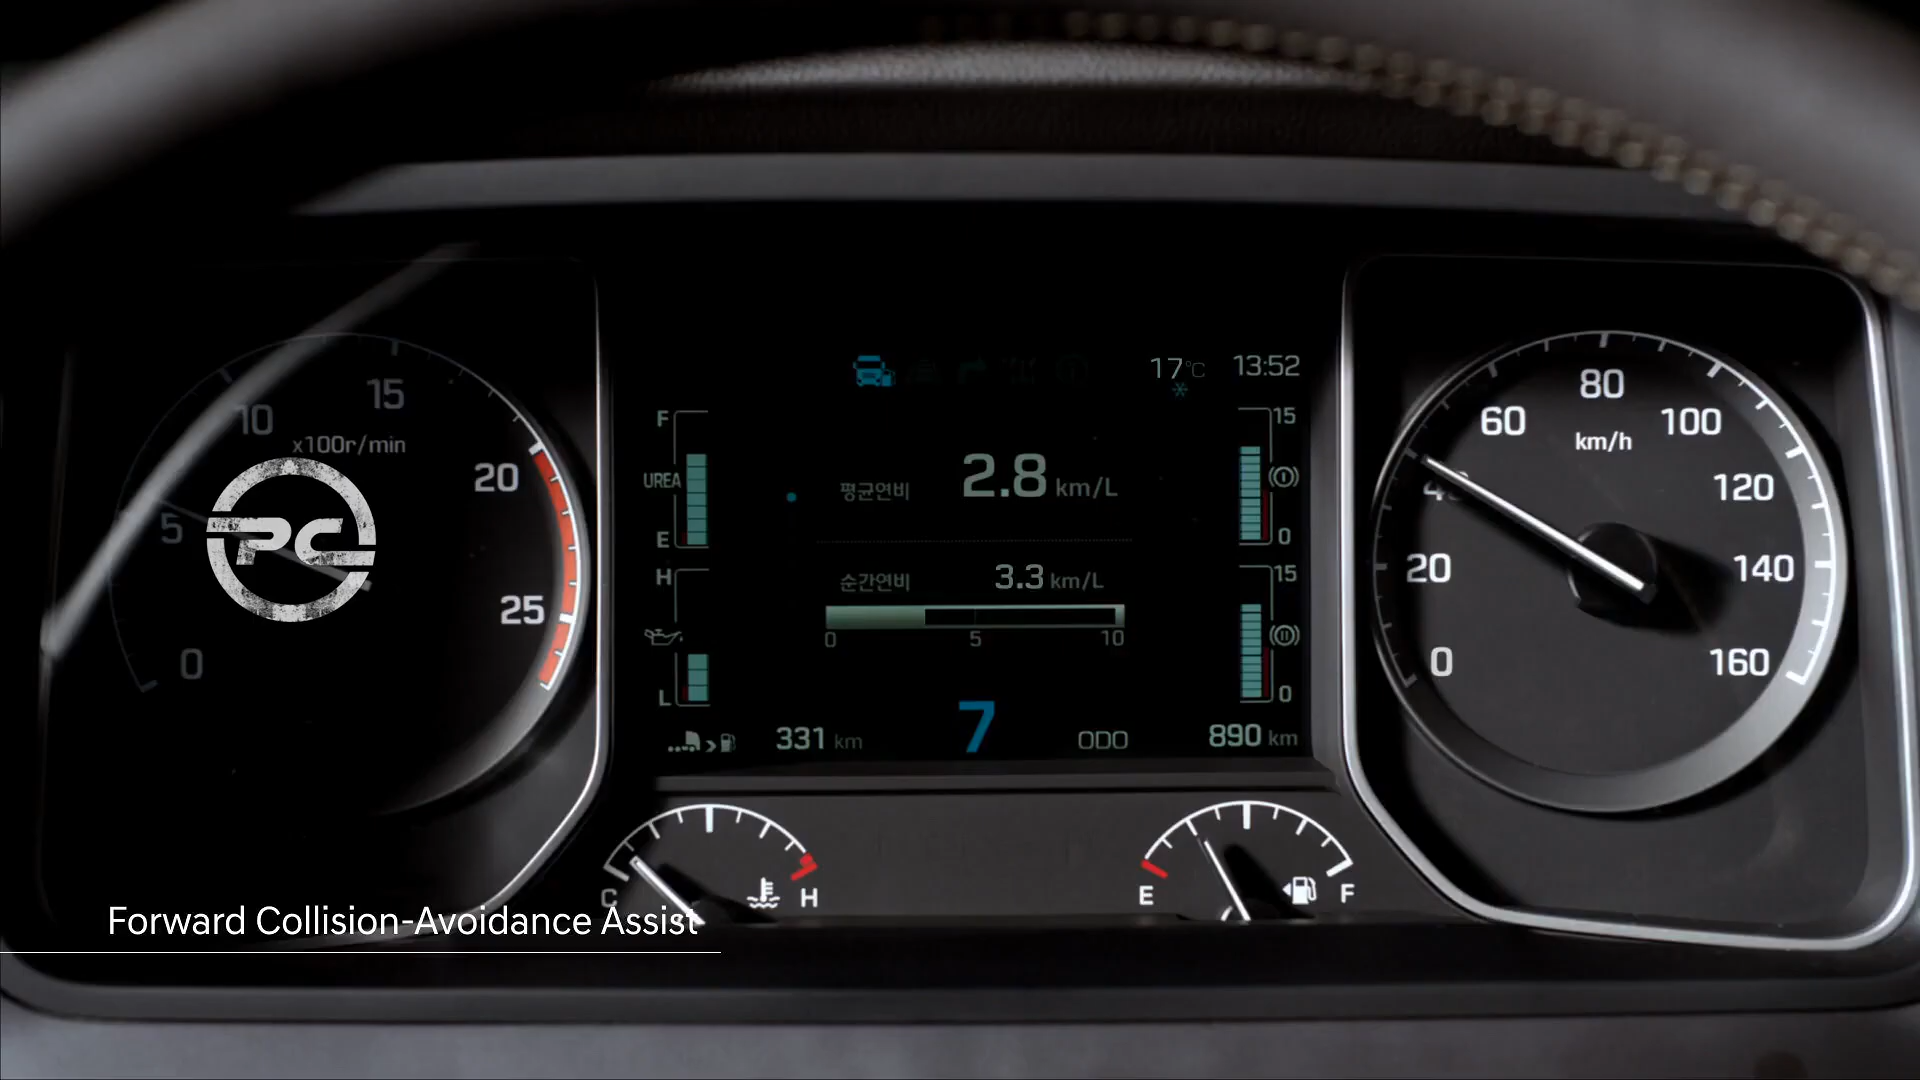 17°C 13:52
15
10
x100r/min
5
20
25
0
PC
F
UREA
E
평균연비 2.8 km/L
15
0
H
순간연비 3.3 km/L
15
0 5 10
L
0
331 km 7 ODO 890 km
80
60 100
km/h
40 120
20 140
0 160
C H
E F
Forward Collision-Avoidance Assist